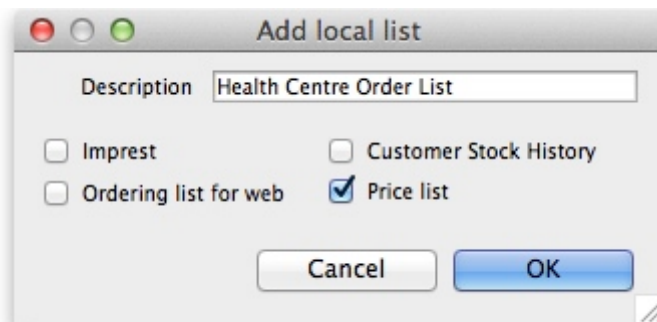 Add local list
Description Health Centre Order List
Imprest Customer Stock History
Ordering list for web Price list
Cancel OK